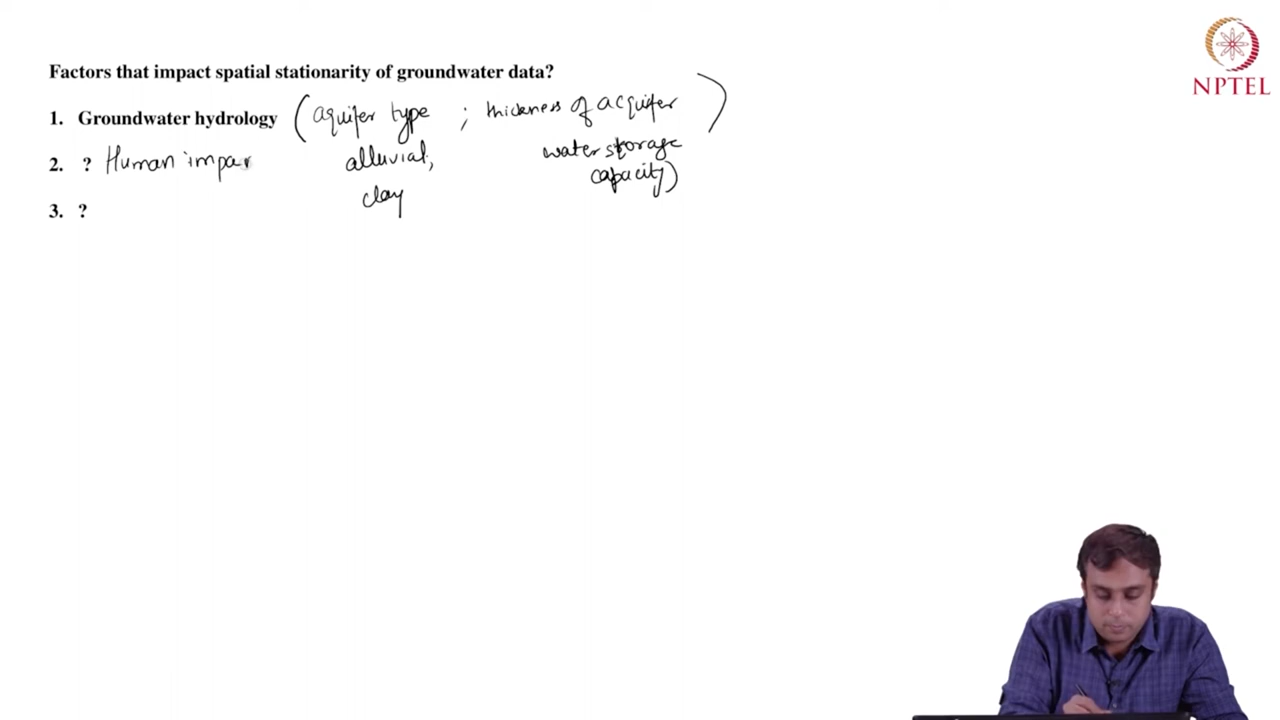 NPTEL
Factors that impact spatial stationarity of groundwater data?
1. Groundwater hydrology (aquifer type ; thickness of acquifer )
alluvial, water storage
clay capacity)
2. ? Human impar
3. ?